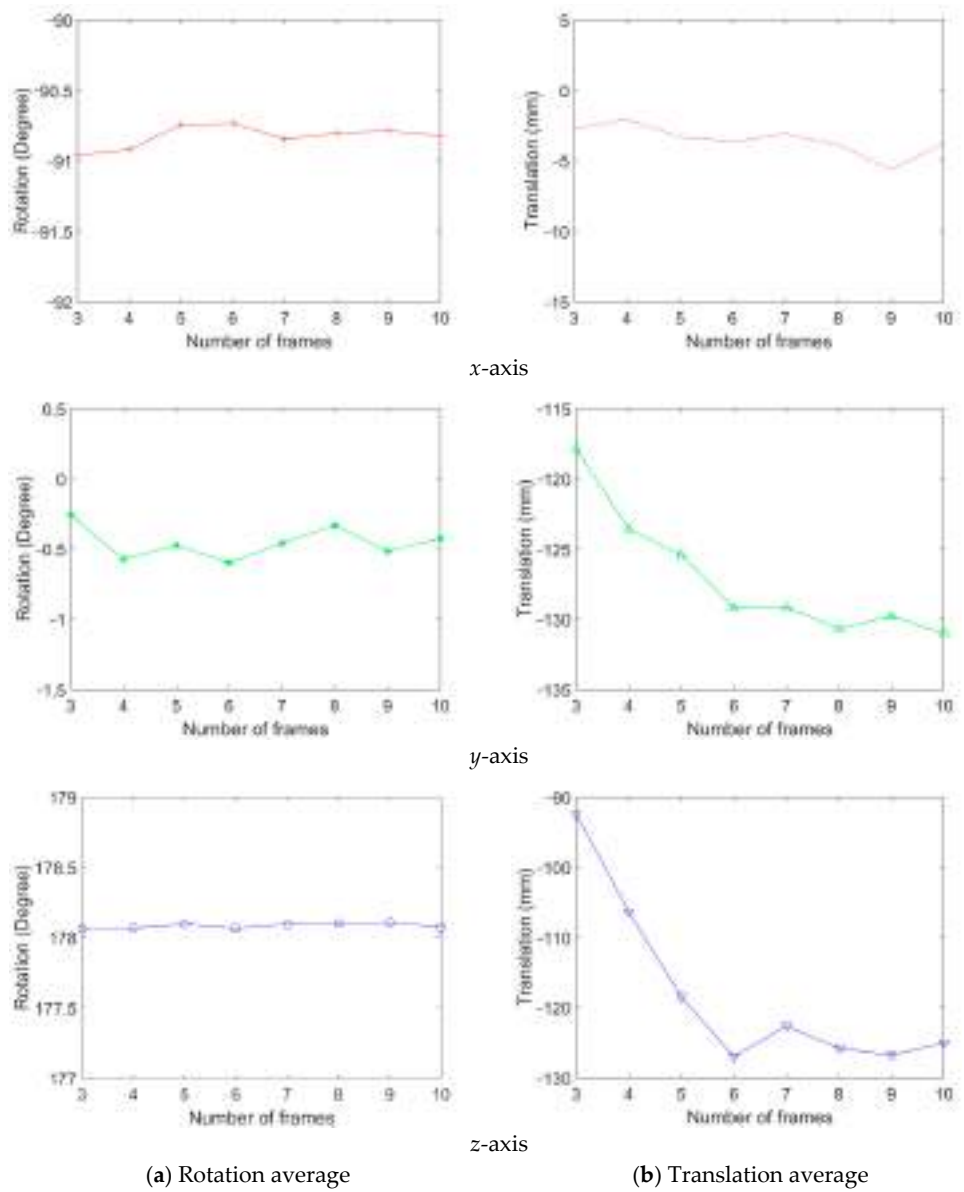 -90
-90.5
-91
-91.5
-92
Rotation (Degree)
3 4 5 6 7 8 9 10
Number of frames
5
0
-5
-10
-15
Translation (mm)
3 4 5 6 7 8 9 10
Number of frames
x-axis
0.5
0
-0.5
-1
-1.5
Rotation (Degree)
3 4 5 6 7 8 9 10
Number of frames
-115
-120
-125
-130
-135
Translation (mm)
3 4 5 6 7 8 9 10
Number of frames
y-axis
179
178.5
178
177.5
177
Rotation (Degree)
3 4 5 6 7 8 9 10
Number of frames
-90
-100
-110
-120
-130
Translation (mm)
3 4 5 6 7 8 9 10
Number of frames
z-axis
(a) Rotation average
(b) Translation average